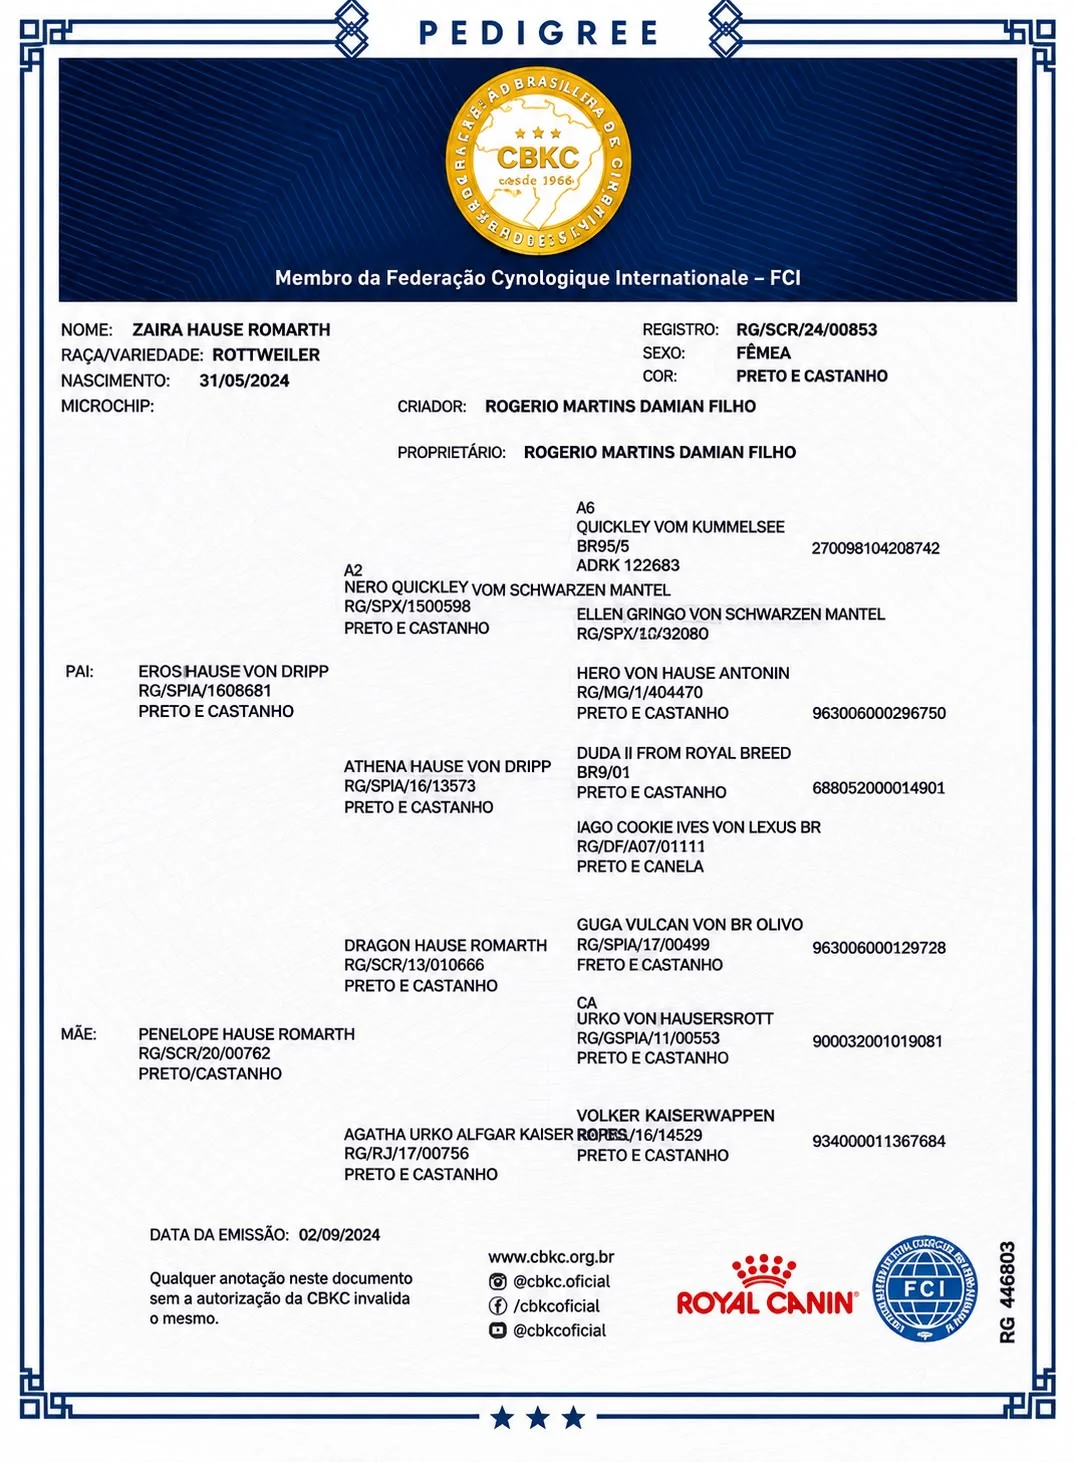 PEDIGREE
CBKC
desde 1966
Membro da Federação Cynologique Internationale – FCI
NOME: ZAIRA HAUSE ROMARTH
REGISTRO: RG/SCR/24/00853
RAÇA/VARIEDADE: ROTTWEILER
SEXO: FÊMEA
NASCIMENTO: 31/05/2024
COR: PRETO E CASTANHO
MICROCHIP:
CRIADOR: ROGERIO MARTINS DAMIAN FILHO
PROPRIETÁRIO: ROGERIO MARTINS DAMIAN FILHO
A6
QUICKLEY VOM KUMMELSEE
BR95/5
270098104208742
ADRK 122683
A2
NERO QUICKLEY VOM SCHWARZEN MANTEL
RG/SPX/1500598
PRETO E CASTANHO
ELLEN GRINGO VON SCHWARZEN MANTEL
RG/SPX/10/32080
PAI: EROS HAUSE VON DRIPP
RG/SPIA/1608681
PRETO E CASTANHO
HERO VON HAUSE ANTONIN
RG/MG/1/404470
PRETO E CASTANHO 963006000296750
ATHENA HAUSE VON DRIPP
RG/SPIA/16/13573
PRETO E CASTANHO
DUDA II FROM ROYAL BREED
BR9/01
PRETO E CASTANHO 688052000014901
IAGO COOKIE IVES VON LEXUS BR
RG/DF/A07/01111
PRETO E CANELA
DRAGON HAUSE ROMARTH
RG/SCR/13/010666
PRETO E CASTANHO
GUGA VULCAN VON BR OLIVO
RG/SPIA/17/00499 963006000129728
FRETO E CASTANHO
CA
URKO VON HAUSERSROTT
RG/GSPIA/11/00553 900032001019081
PRETO E CASTANHO
MÃE: PENELOPE HAUSE ROMARTH
RG/SCR/20/00762
PRETO/CASTANHO
VOLKER KAISERWAPPEN
/16/14529 934000011367684
PRETO E CASTANHO
AGATHA URKO ALFGAR KAISER
RG/RJ/17/00756
PRETO E CASTANHO
DATA DA EMISSÃO: 02/09/2024
Qualquer anotação neste documento
sem a autorização da CBKC invalida
o mesmo.
www.cbkc.org.br
@cbkc.oficial
/cbkcoficial
@cbkcoficial
ROYAL CANIN
FCI
RG 446803